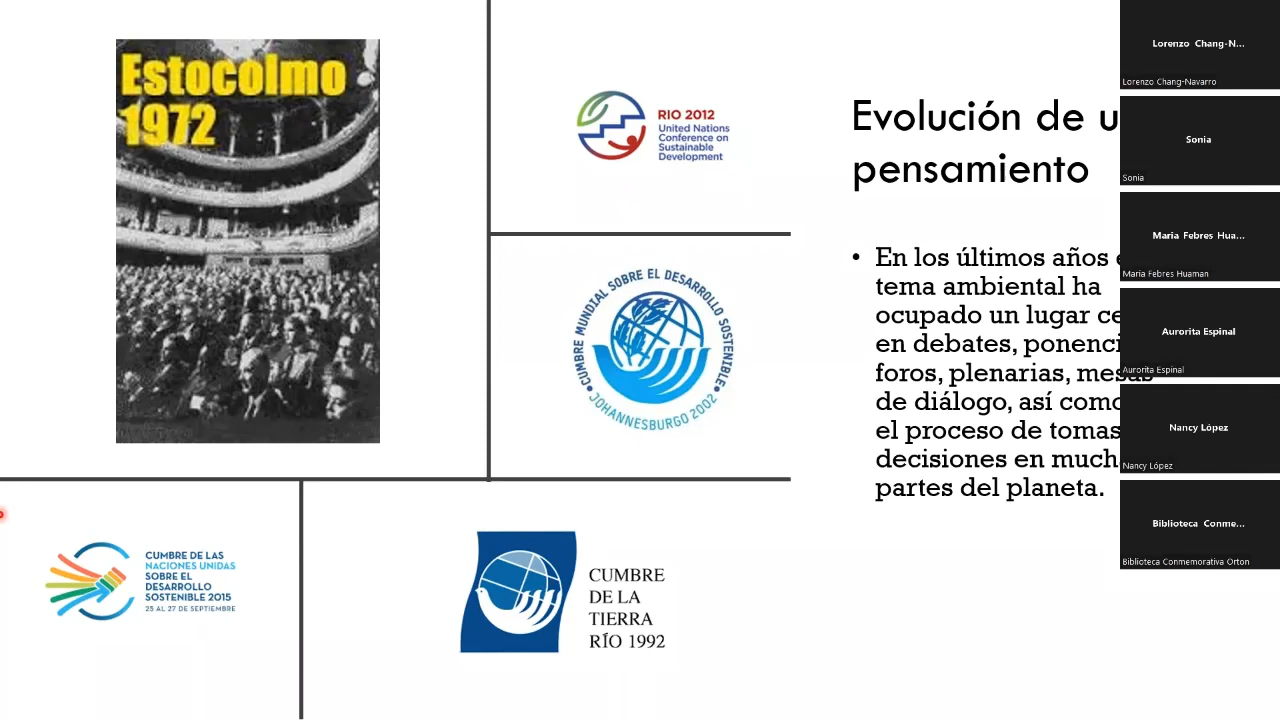 Estocolmo
1972
RIO 2012
United Nations
Conference on
Sustainable
Development
CUMBRE MUNDIAL SOBRE EL DESARROLLO SOSTENIBLE
JOHANNESBURGO 2002
CUMBRE DE LAS
NACIONES UNIDAS
SOBRE EL
DESARROLLO
SOSTENIBLE 2015
25 AL 27 DE SEPTIEMBRE
CUMBRE
DE LA
TIERRA
RÍO 1992
Evolución de u
pensamiento
• En los últimos años e
tema ambiental ha
ocupado un lugar ce
en debates, ponenci
foros, plenarias, mesas
de diálogo, así como
el proceso de tomas
decisiones en much
partes del planeta.
Lorenzo Chang-N...
Lorenzo Chang-Navarro
Sonia
Sonia
Maria Febres Hua...
María Febres Huaman
Aurorita Espinal
Aurorita Espinal
Nancy López
Nancy López
Biblioteca Conme...
Biblioteca Conmemorativa Orton